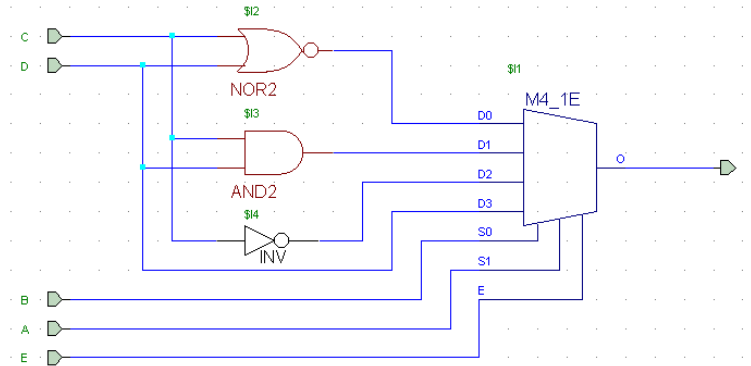 $I2
C
D
NOR2
$I1
M4_1E
$I3
D0
D1
O
D2
AND2
D3
$I4
INV
S0
S1
E
B
A
E